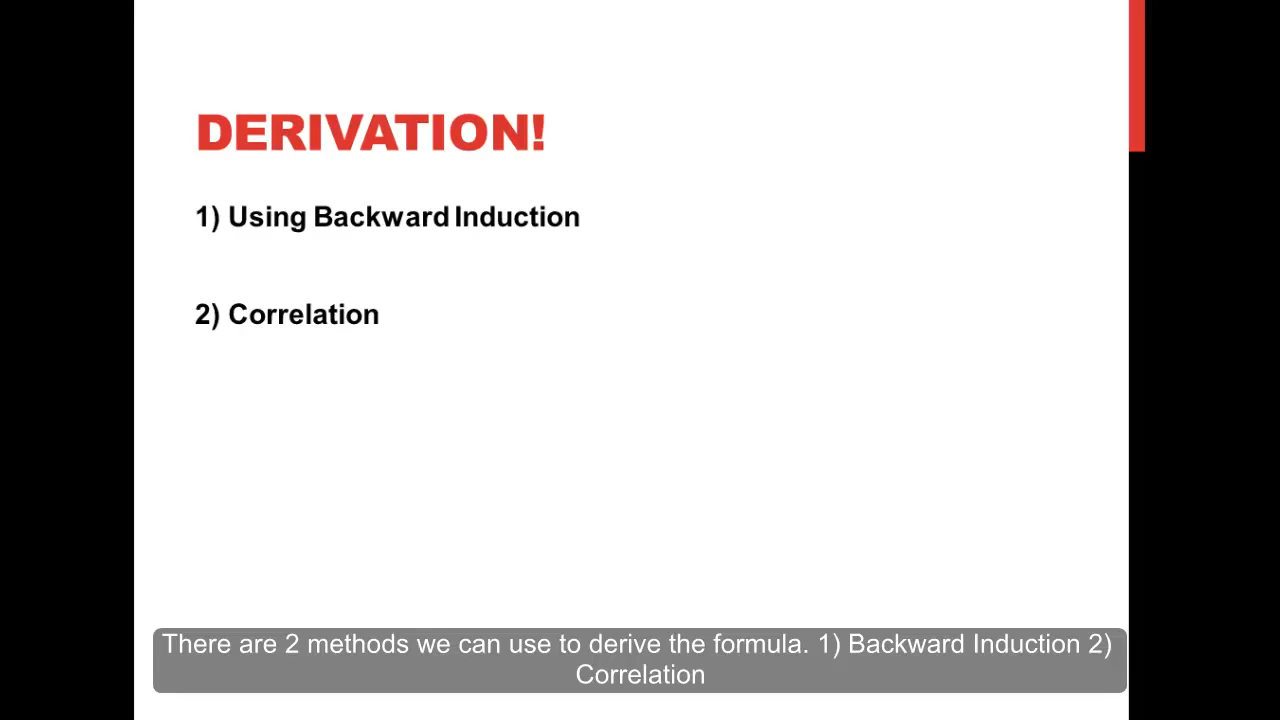 DERIVATION!
1) Using Backward Induction
2) Correlation
There are 2 methods we can use to derive the formula. 1) Backward Induction 2)
Correlation